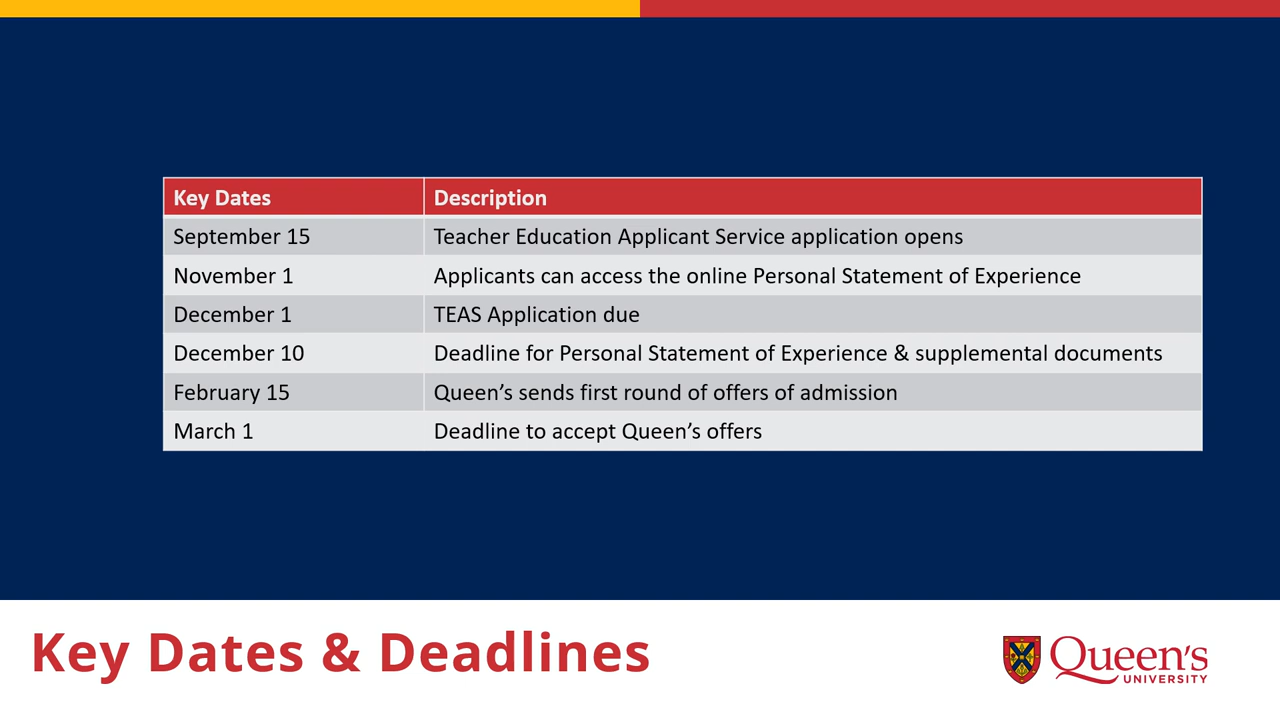 Key Dates Description
September 15 Teacher Education Applicant Service application opens
November 1 Applicants can access the online Personal Statement of Experience
December 1 TEAS Application due
December 10 Deadline for Personal Statement of Experience & supplemental documents
February 15 Queen’s sends first round of offers of admission
March 1 Deadline to accept Queen’s offers
Key Dates & Deadlines
Queen's
UNIVERSITY